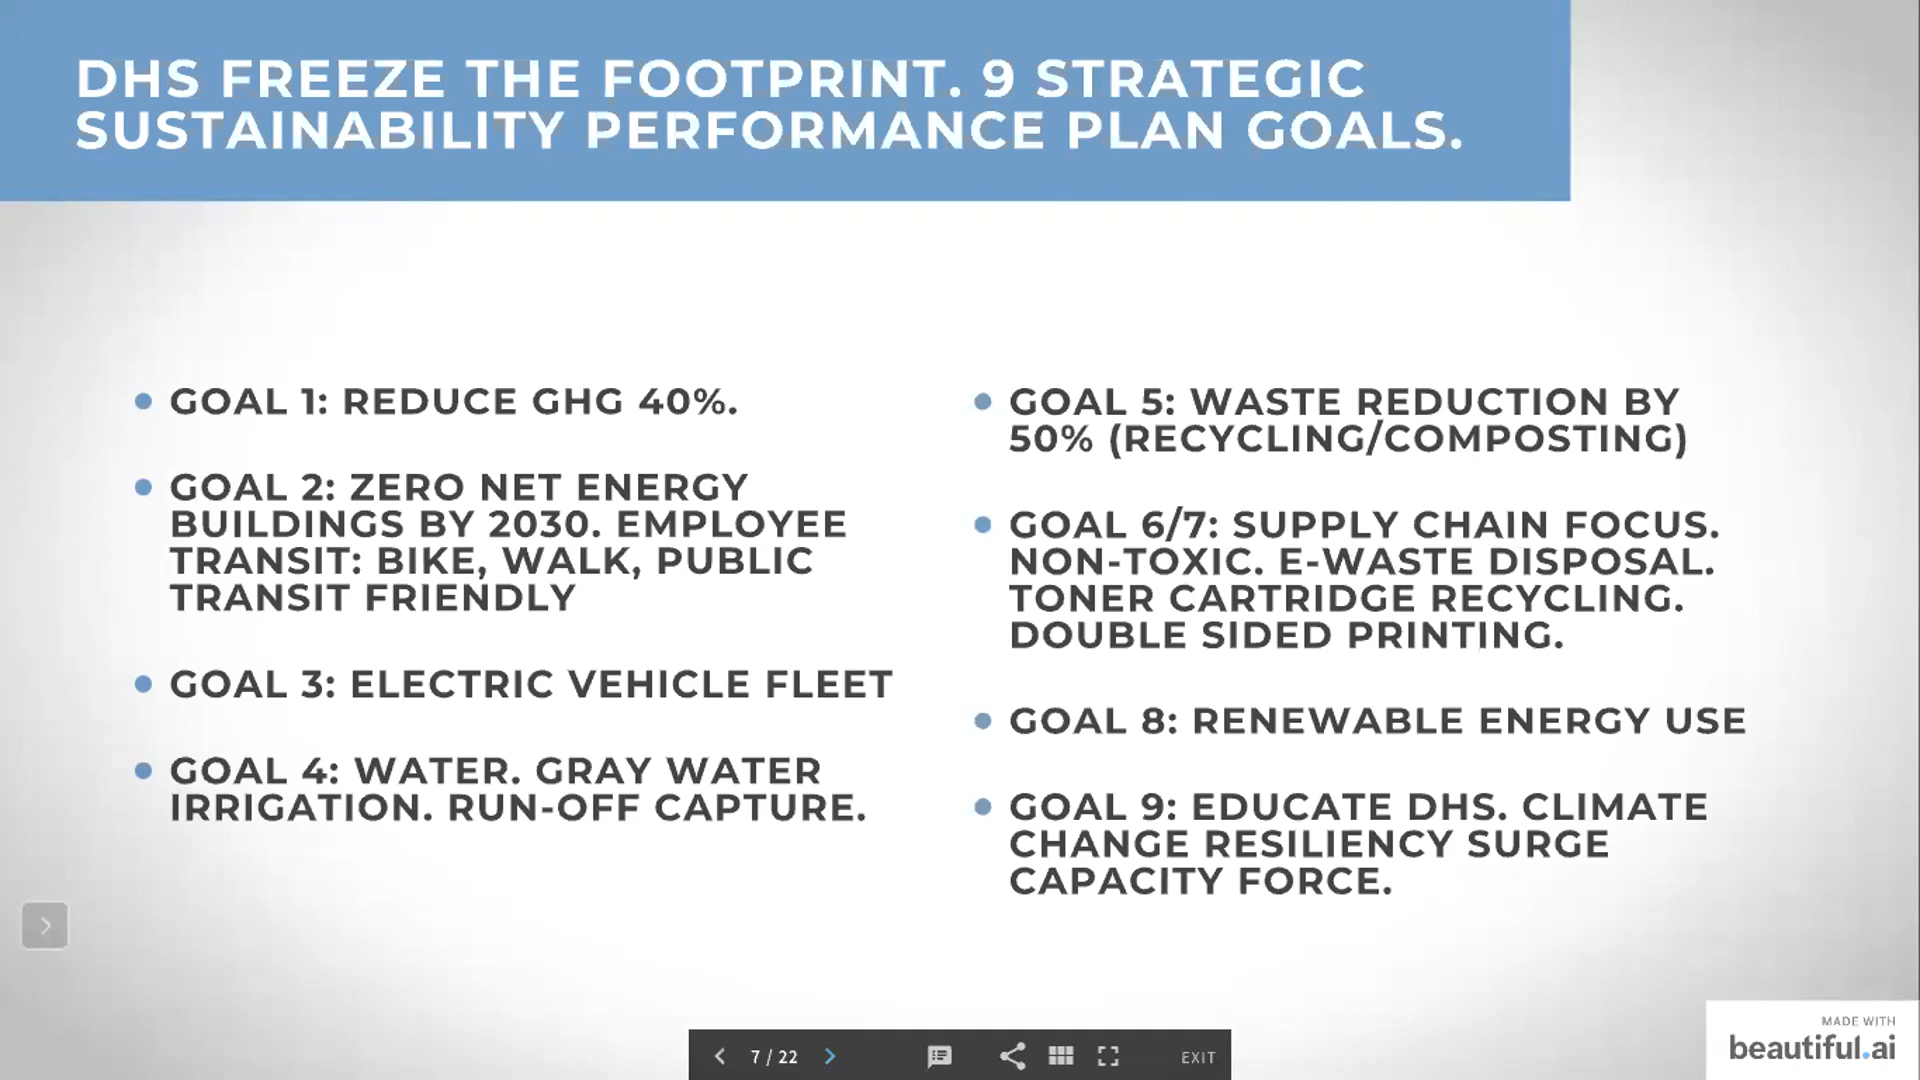 DHS FREEZE THE FOOTPRINT. 9 STRATEGIC
SUSTAINABILITY PERFORMANCE PLAN GOALS.
GOAL 1: REDUCE GHG 40%.
GOAL 2: ZERO NET ENERGY
BUILDINGS BY 2030. EMPLOYEE
TRANSIT: BIKE, WALK, PUBLIC
TRANSIT FRIENDLY
GOAL 3: ELECTRIC VEHICLE FLEET
GOAL 4: WATER. GRAY WATER
IRRIGATION. RUN-OFF CAPTURE.
GOAL 5: WASTE REDUCTION BY
50% (RECYCLING/COMPOSTING)
GOAL 6/7: SUPPLY CHAIN FOCUS.
NON-TOXIC. E-WASTE DISPOSAL.
TONER CARTRIDGE RECYCLING.
DOUBLE SIDED PRINTING.
GOAL 8: RENEWABLE ENERGY USE
GOAL 9: EDUCATE DHS. CLIMATE
CHANGE RESILIENCY SURGE
CAPACITY FORCE.
7 / 22
EXIT
MADE WITH
beautiful.ai